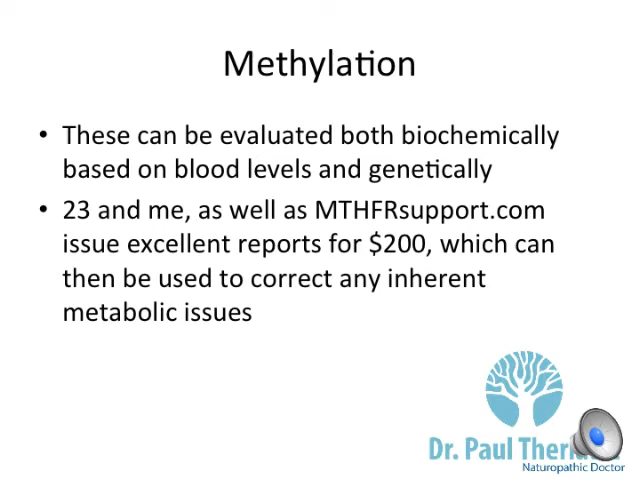 Methylation
• These can be evaluated both biochemically
based on blood levels and genetically
• 23 and me, as well as MTHFRsupport.com
issue excellent reports for $200, which can
then be used to correct any inherent
metabolic issues
Dr. Paul
Naturopathic Doctor